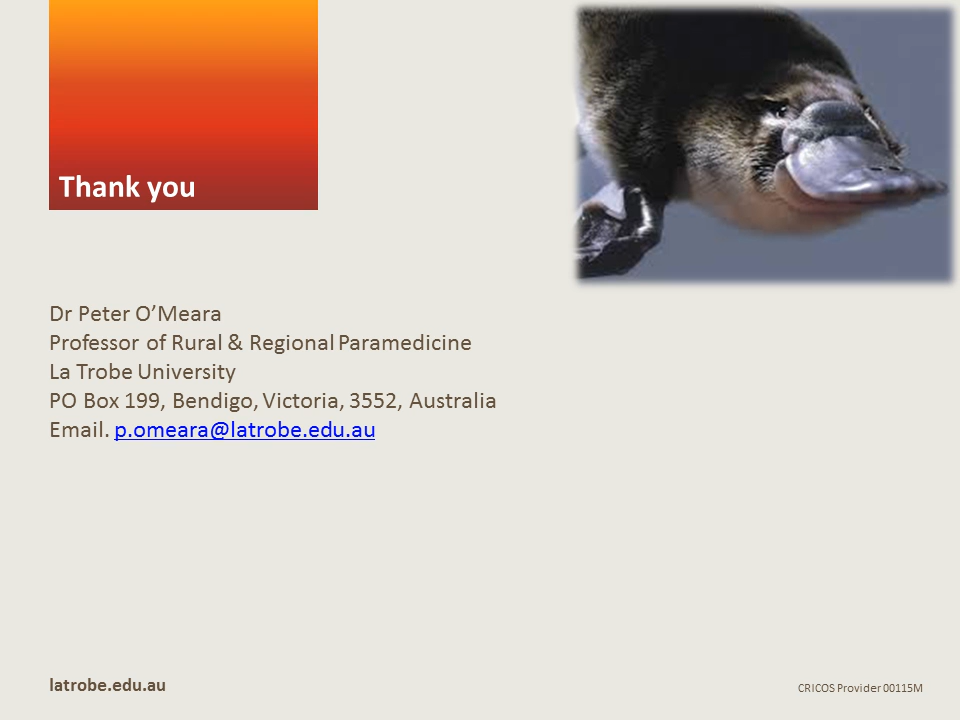 Thank you
Dr Peter O’Meara
Professor of Rural & Regional Paramedicine
La Trobe University
PO Box 199, Bendigo, Victoria, 3552, Australia
Email. p.omeara@latrobe.edu.au
latrobe.edu.au
CRICOS Provider 00115M